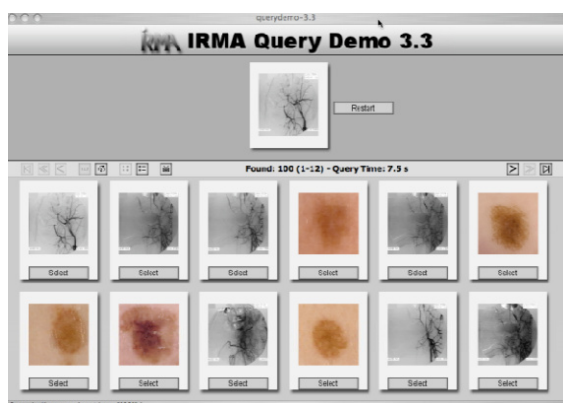 querydemo-3.3
IRMA IRMA Query Demo 3.3
Restart
Found: 100 (1-12) - Query Time: 7.5 s
Select Select Select Select Select Select
Select Select Select Select Select Select